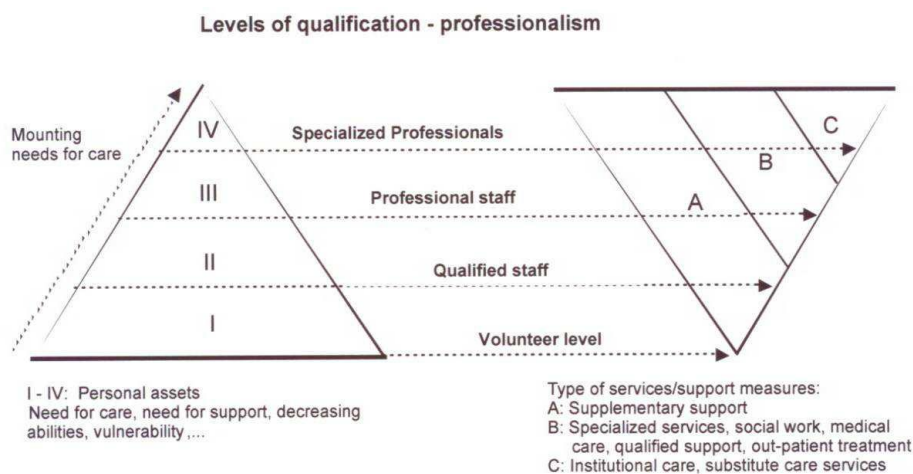 Levels of qualification - professionalism
Mounting
needs for care
IV
Specialized Professionals
C
B
III
Professional staff
A
II
Qualified staff
I
Volunteer level
I - IV: Personal assets
Need for care, need for support, decreasing
abilities, vulnerability,...
Type of services/support measures:
A: Supplementary support
B: Specialized services, social work, medical
care, qualified support, out-patient treatment
C: Institutional care, substitute care services